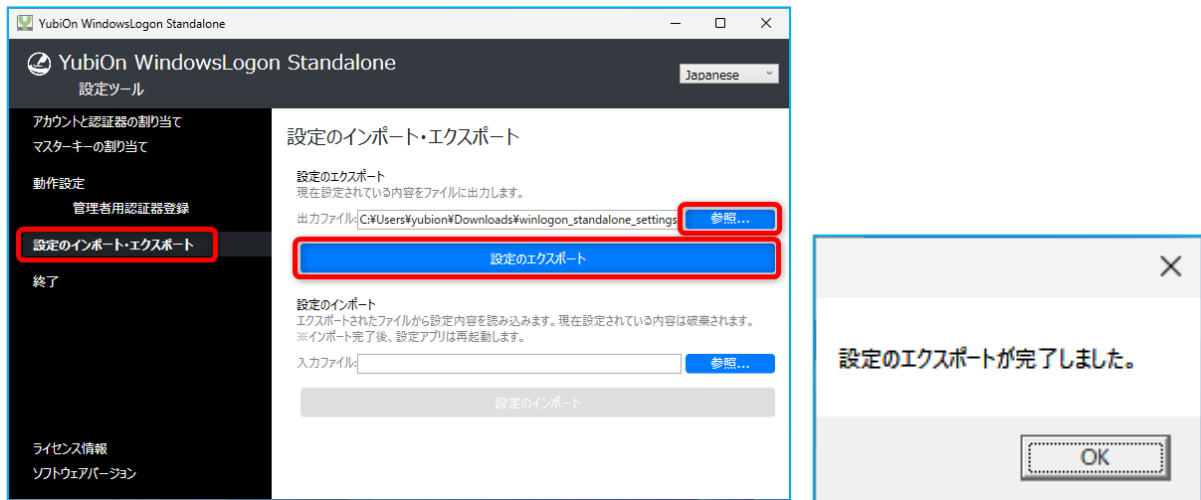 YubiOn WindowsLogon Standalone
YubiOn WindowsLogon Standalone
設定ツール
Japanese
アカウントと認証器の割り当て
マスターキーの割り当て
動作設定
管理者用認証器登録
設定のインポート・エクスポート
終了
ライセンス情報
ソフトウェアバージョン
設定のインポート・エクスポート
設定のエクスポート
現在設定されている内容をファイルに出力します。
出力ファイル:C:¥Users¥yubion¥Downloads¥winlogon_standalone_settings 参照...
設定のエクスポート
設定のインポート
エクスポートされたファイルから設定内容を読み込みます。現在設定されている内容は破棄されます。
※インポート完了後、設定アプリは再起動します。
入力ファイル: 参照...
設定のインポート
設定のエクスポートが完了しました。
OK